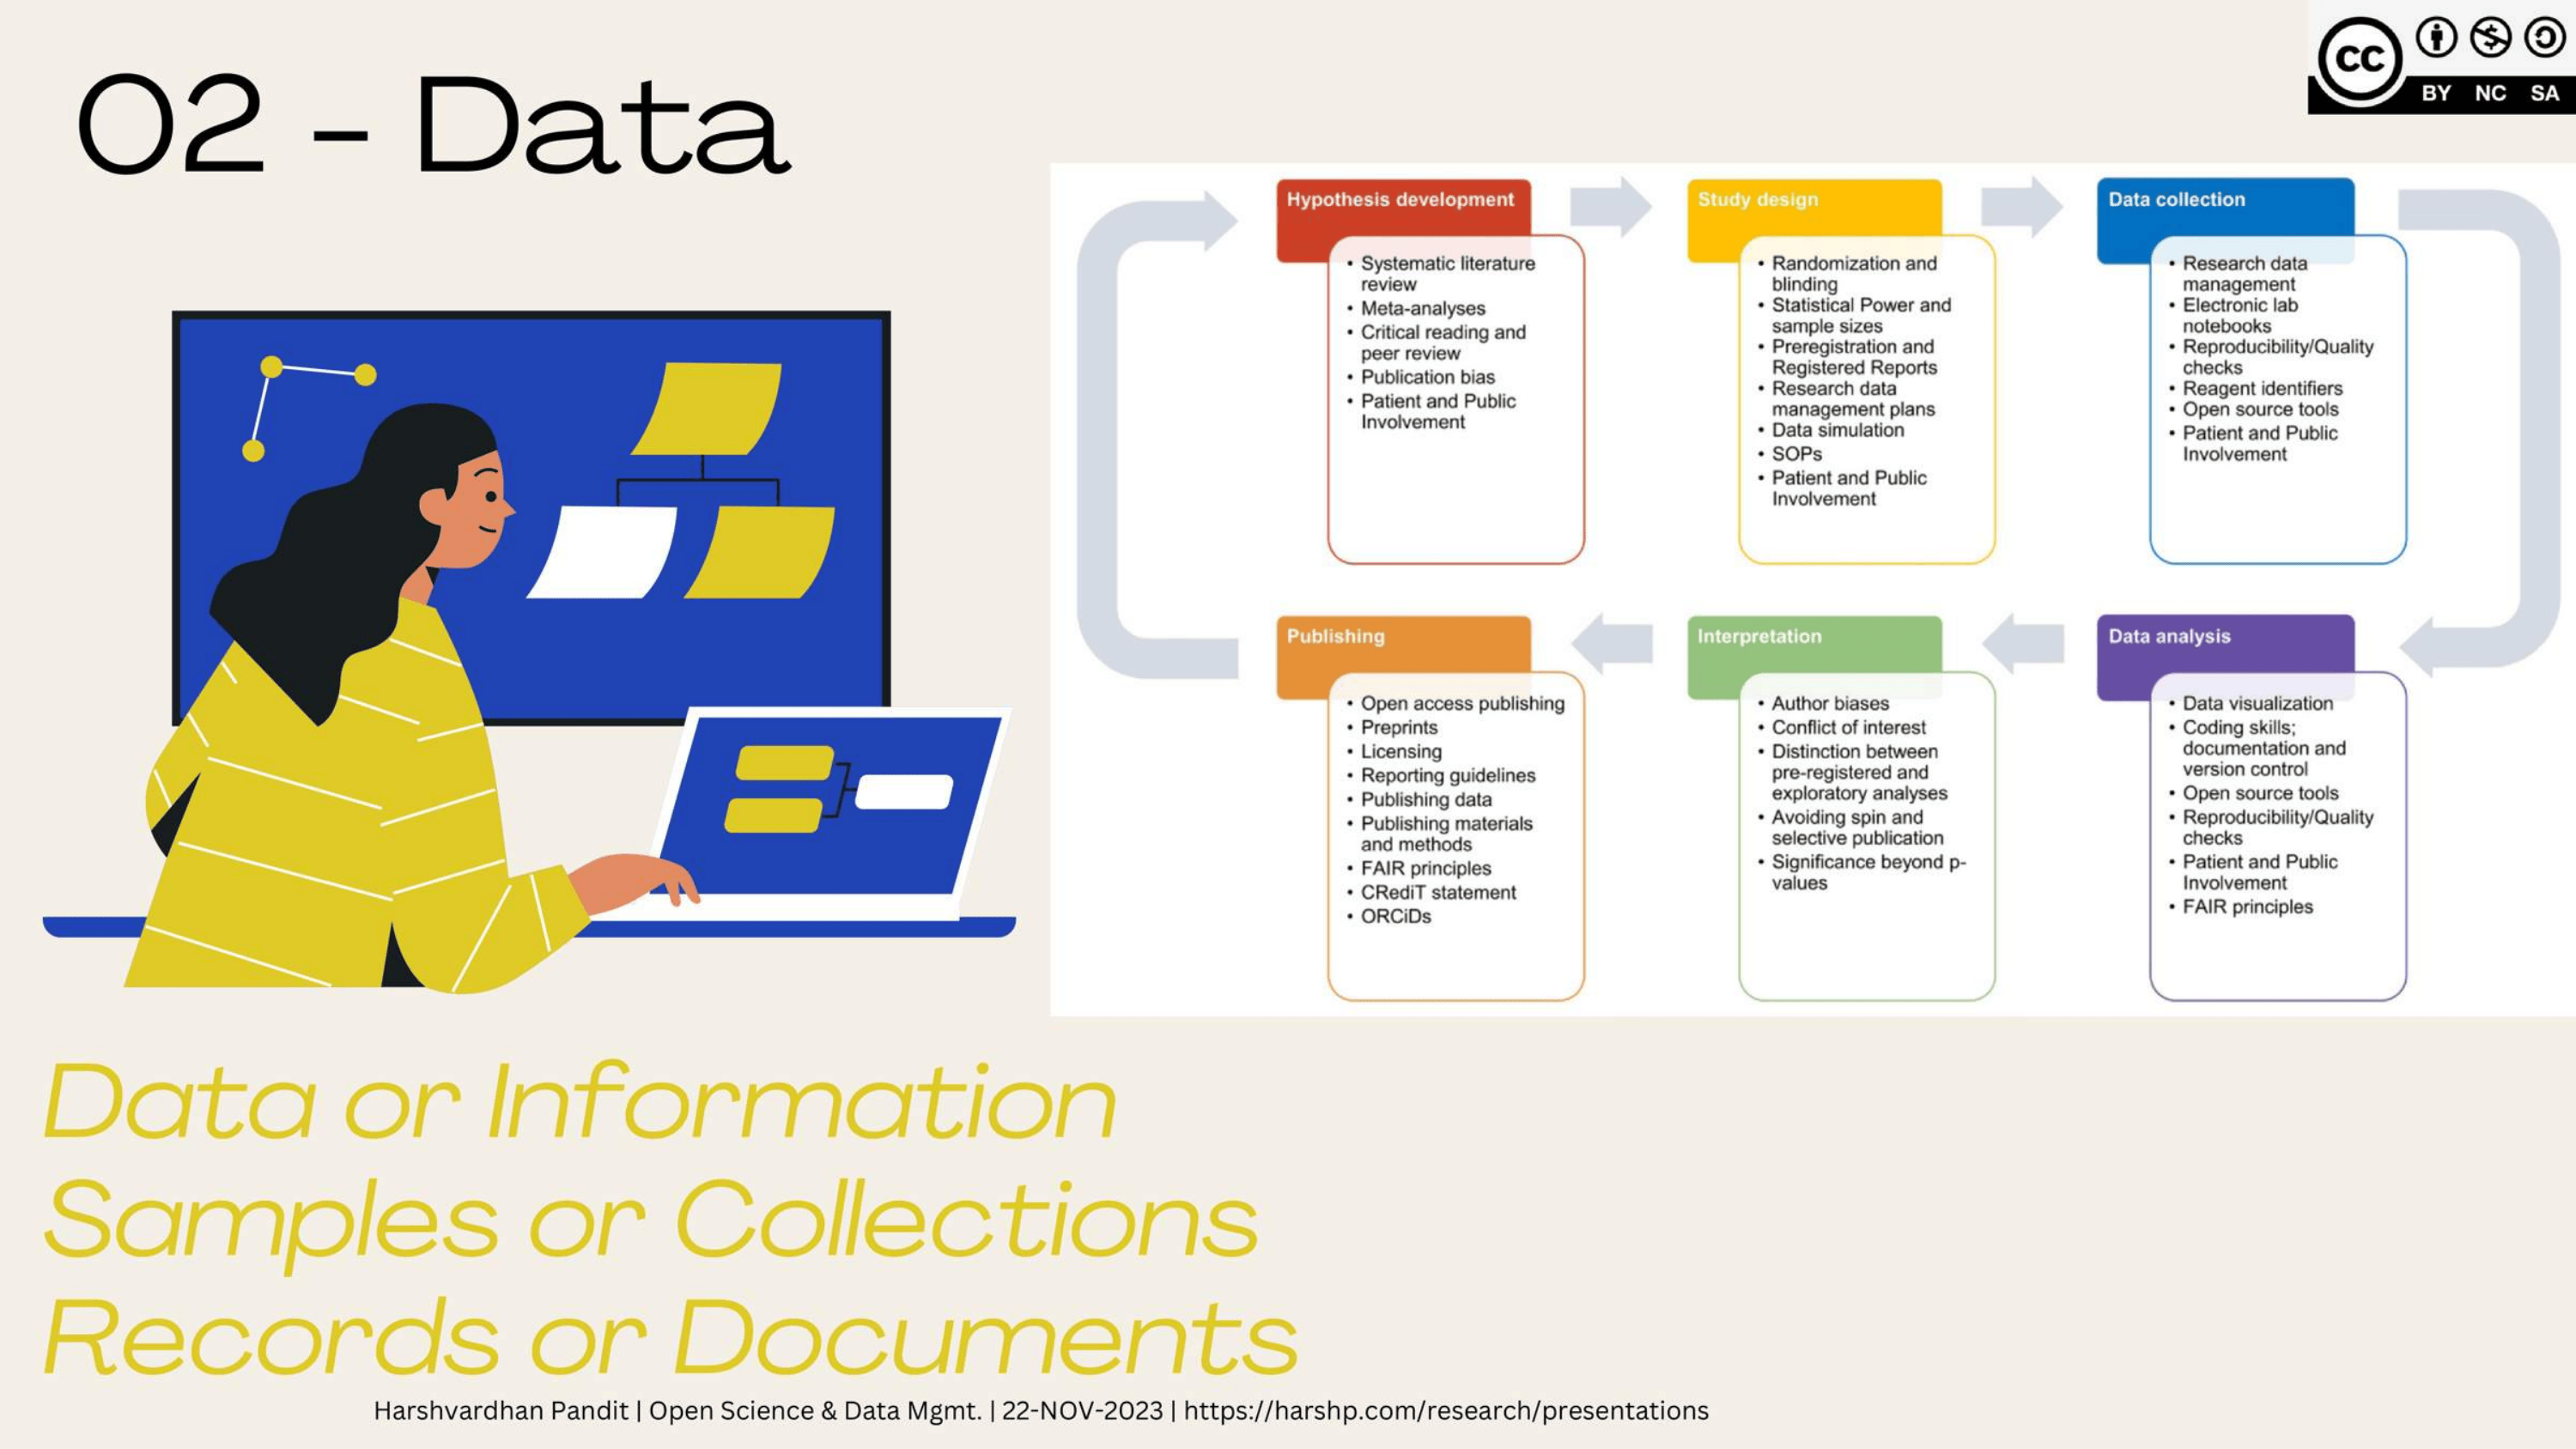 02 - Data
CC
BY NC SA
Hypothesis development
• Systematic literature
review
• Meta-analyses
• Critical reading and
peer review
• Publication bias
• Patient and Public
Involvement
Study design
• Randomization and
blinding
• Statistical Power and
sample sizes
• Preregistration and
Registered Reports
• Research data
management plans
• Data simulation
• SOPs
• Patient and Public
Involvement
Data collection
• Research data
management
• Electronic lab
notebooks
• Reproducibility/Quality
checks
• Reagent identifiers
• Open source tools
• Patient and Public
Involvement
Publishing
• Open access publishing
• Preprints
• Licensing
• Reporting guidelines
• Publishing data
• Publishing materials
and methods
• FAIR principles
• CRediT statement
• ORCiDs
Interpretation
• Author biases
• Conflict of interest
• Distinction between
pre-registered and
exploratory analyses
• Avoiding spin and
selective publication
• Significance beyond p-
values
Data analysis
• Data visualization
• Coding skills;
documentation and
version control
• Open source tools
• Reproducibility/Quality
checks
• Patient and Public
Involvement
• FAIR principles
Data or Information
Samples or Collections
Records or Documents
Harshvardhan Pandit | Open Science & Data Mgmt. | 22-NOV-2023 | https://harshp.com/research/presentations